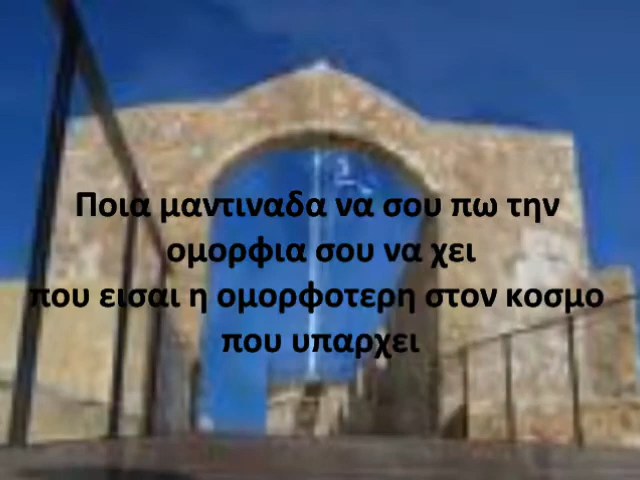 Ποια μαντιναδα να σου πω την
ομορφια σου να χει
που εισαι η ομορφοτερη στον κοσμο
που υπαρχει